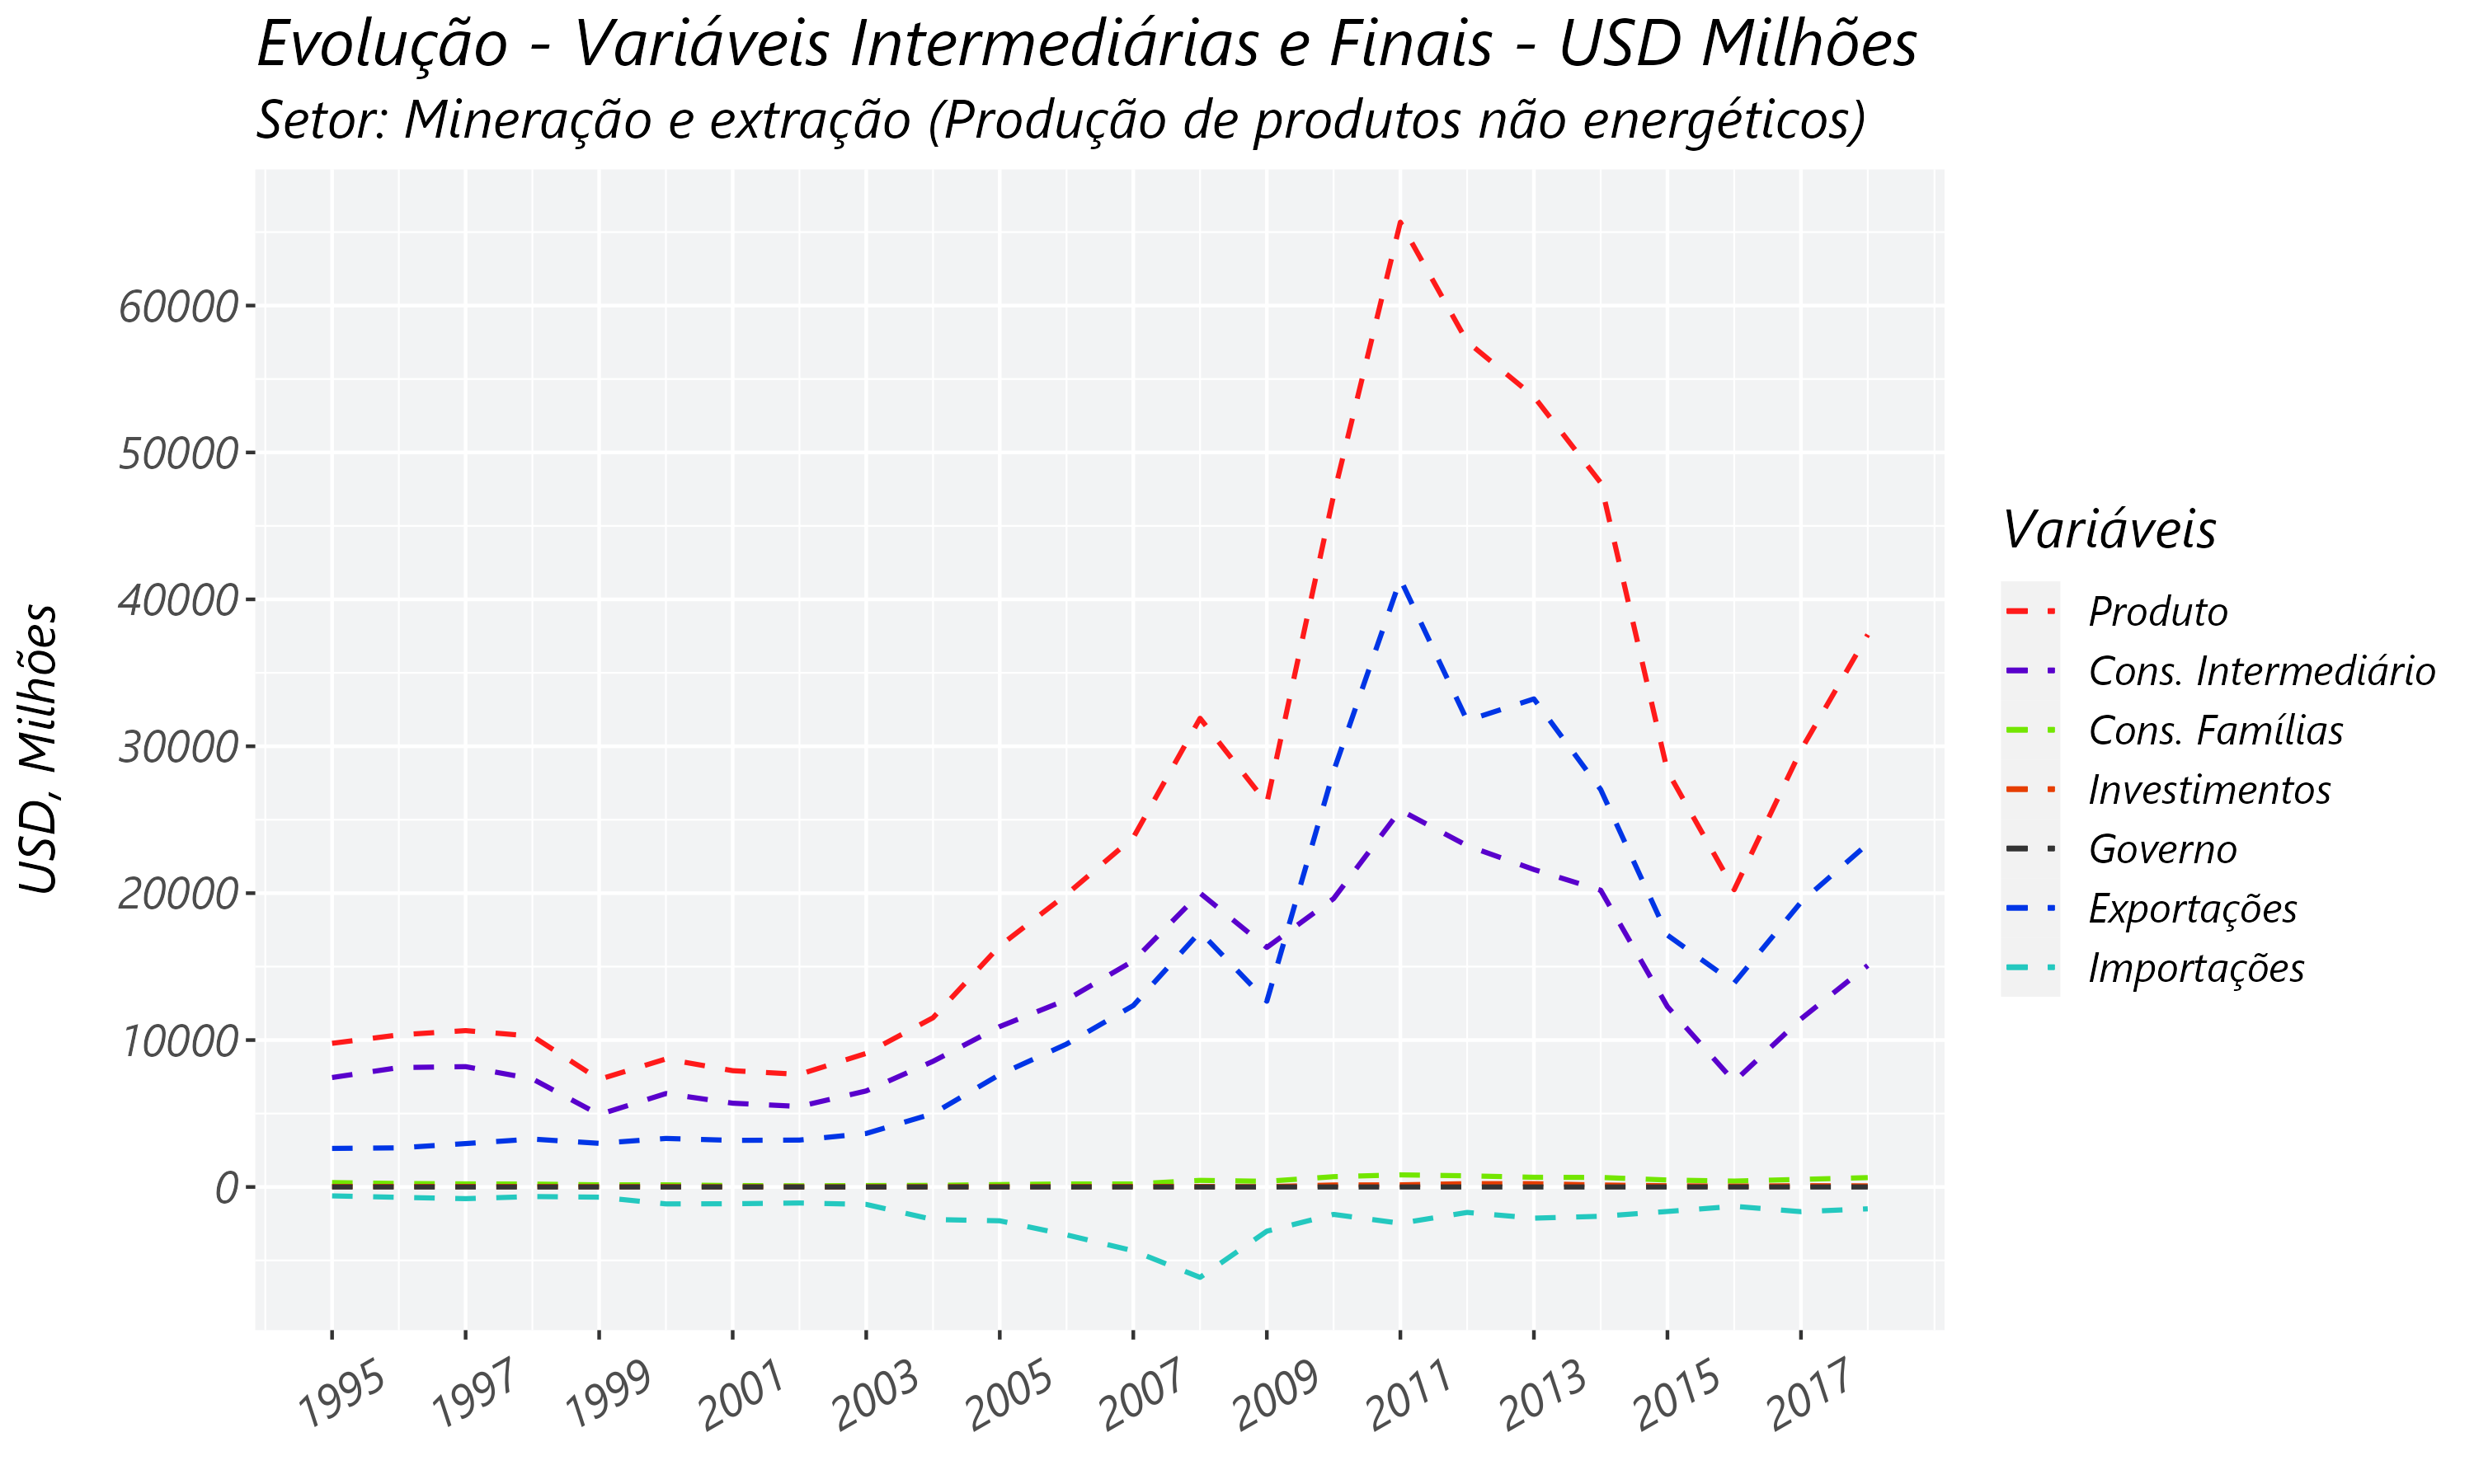 Evolução - Variáveis Intermediárias e Finais - USD Milhões
Setor: Mineração e extração (Produção de produtos não energéticos)
USD, Milhões
60000
50000
40000
30000
20000
10000
0
1995
1997
1999
2001
2003
2005
2007
2009
2011
2013
2015
2017
Variáveis
Produto
Cons. Intermediário
Cons. Famílias
Investimentos
Governo
Exportações
Importações